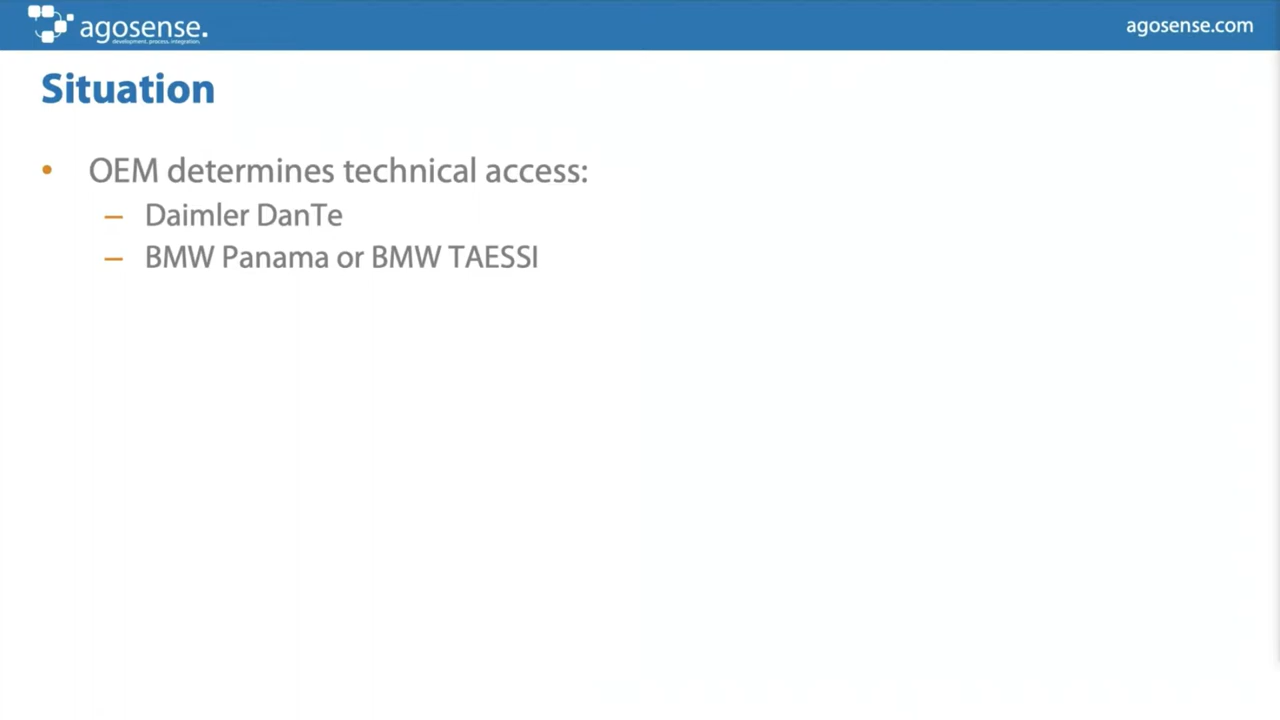 agosense.
development. process. integration.
agosense.com
Situation
• OEM determines technical access:
– Daimler DanTe
– BMW Panama or BMW TAESSI